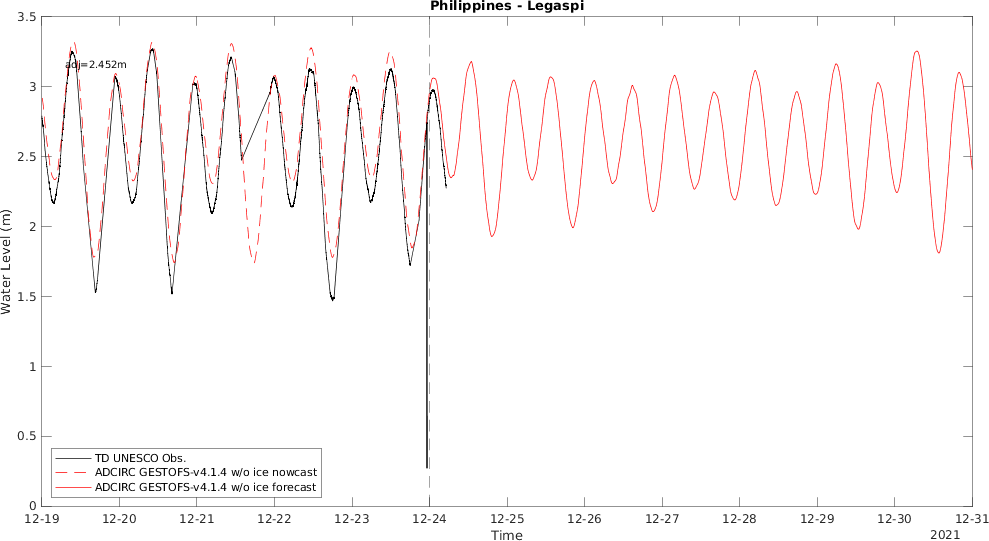 Philippines - Legaspi
3.5
3
2.5
2
1.5
1
0.5
0
Water Level (m)
adj=2.452m
TD UNESCO Obs.
ADCIRC GESTOFS-v4.1.4 w/o ice nowcast
ADCIRC GESTOFS-v4.1.4 w/o ice forecast
12-19 12-20 12-21 12-22 12-23 12-24 12-25 12-26 12-27 12-28 12-29 12-30 12-31
Time
2021